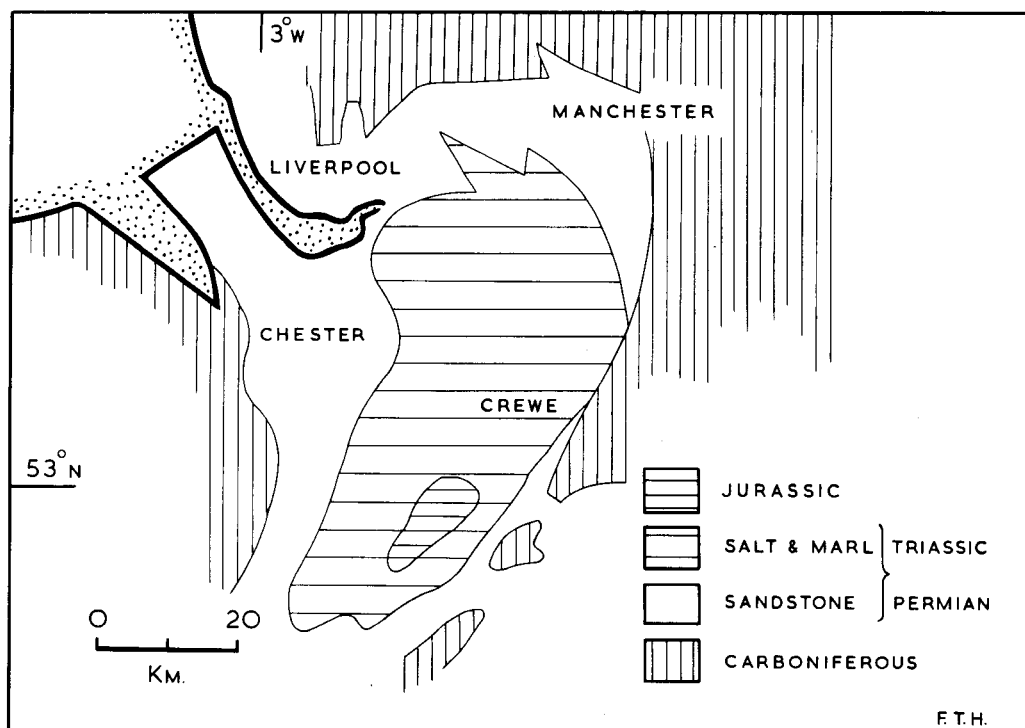 3°W
MANCHESTER
LIVERPOOL
CHESTER
CREWE
53°N
JURASSIC
SALT & MARL } TRIASSIC
SANDSTONE } PERMIAN
CARBONIFEROUS
0 20
KM.
F.T.H.